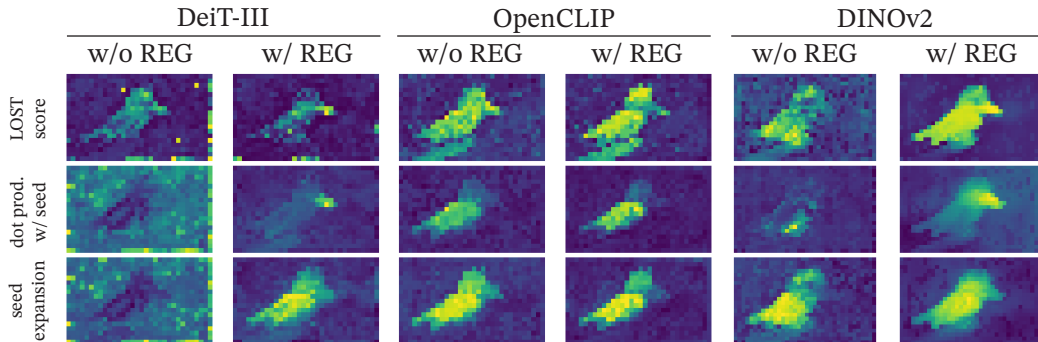 DeiT-III OpenCLIP DINOv2
w/o REG w/ REG w/o REG w/ REG w/o REG w/ REG
LOST
score
dot prod.
w/ seed
seed
expansion